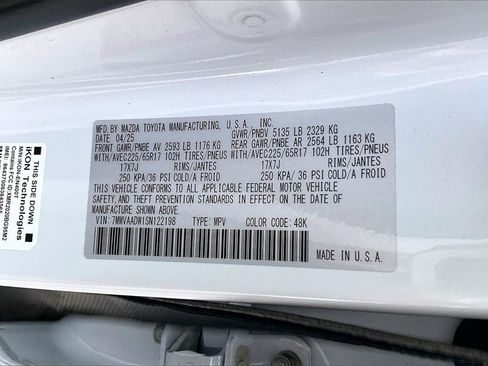 MFD. BY MAZDA TOYOTA MANUFACTURING, U.S.A., INC.
DATE: 04/25 GVWR/PNBV 5135 LB 2329 KG
FRONT GAWR/PNBE AV 2593 LB 1176 KG REAR GAWR/PNBE AR 2564 LB 1163 KG
WITH/AVEC225/65R17 102H TIRES/PNEUS WITH/AVEC225/65R17 102H TIRES/PNEUS
17X7J RIMS/JANTES 17X7J RIMS/JANTES
250 KPA/ 36 PSI COLD /A FROID 250 KPA/ 36 PSI COLD /A FROID
THIS VEHICLE CONFORMS TO ALL APPLICABLE FEDERAL MOTOR VEHICLE
SAFETY, AND THEFT PREVENTION STANDARDS IN EFFECT ON THE DATE OF
MANUFACTURE SHOWN ABOVE.
VIN: 7MMVAADW1SN122198 TYPE: MPV COLOR CODE: 48K
MADE IN U.S.A.
THIS SIDE DOWN
iKON Technologies